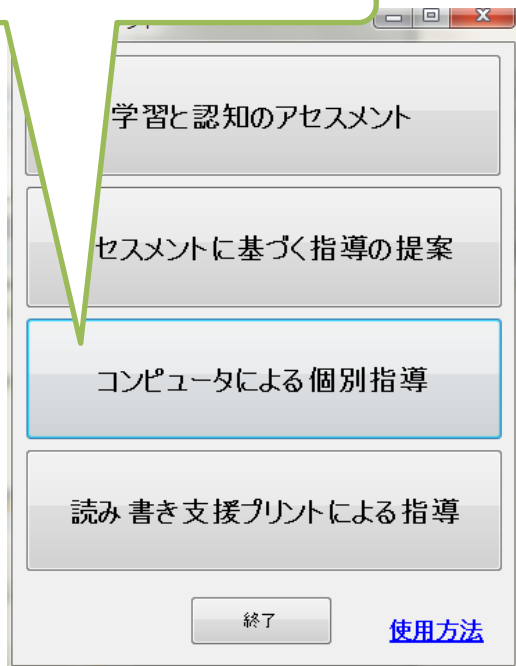 学習と認知のアセスメント
セスメントに基づく指導の提案
コンピュータによる個別指導
読み書き支援プリントによる指導
終了
使用方法